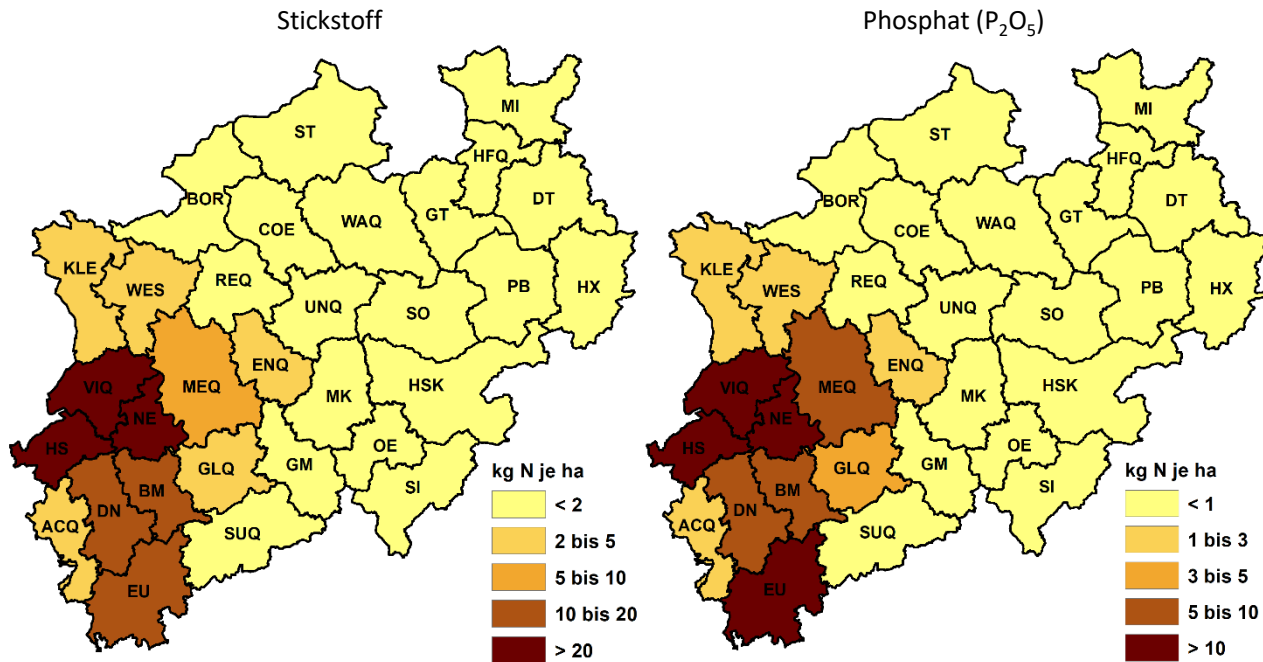 Stickstoff
MI
ST
HFQ
BOR
DT
GT
WAQ
COE
KLE
WES
REQ
PB
HX
UNQ
SO
ENQ
VIQ
MEQ
HSK
MK
NE
HS
OE
GLQ
GM
SI
BM
DN
ACQ
SUQ
EU
kg N je ha
< 2
2 bis 5
5 bis 10
10 bis 20
> 20
Phosphat (P₂O₅)
MI
ST
HFQ
BOR
DT
GT
WAQ
COE
KLE
WES
REQ
PB
HX
UNQ
SO
ENQ
VIQ
MEQ
HSK
MK
NE
HS
OE
GLQ
GM
SI
BM
DN
ACQ
SUQ
EU
kg N je ha
< 1
1 bis 3
3 bis 5
5 bis 10
> 10